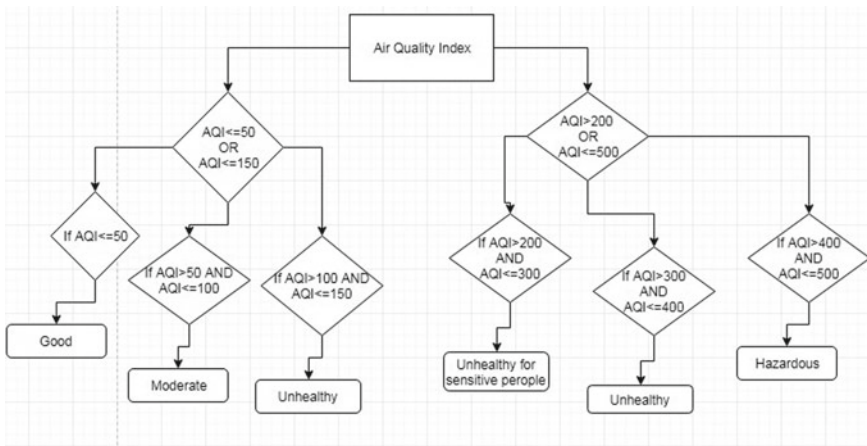 Air Quality Index
AQI<=50
OR
AQI<=150
AQI>200
OR
AQI<=500
If AQI<=50
If AQI>50 AND
AQI<=100
If AQI>100 AND
AQI<=150
If AQI>200
AND
AQI<=300
If AQI>300
AND
AQI<=400
If AQI>400
AND
AQI<=500
Good
Moderate
Unhealthy
Unhealthy for
sensitive perople
Unhealthy
Hazardous